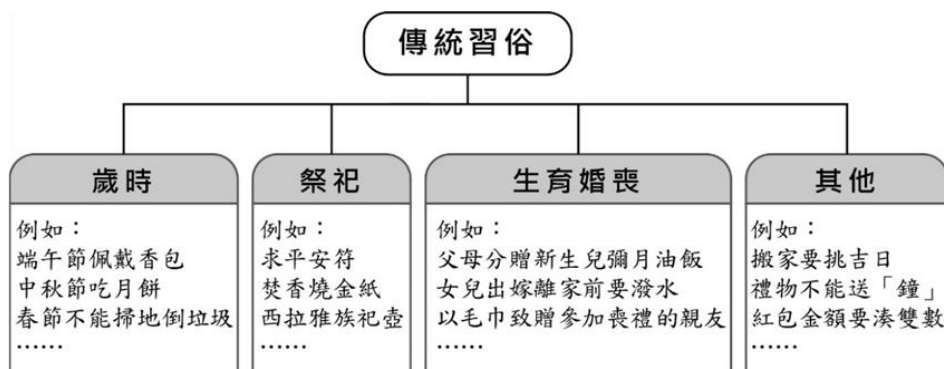 傳統習俗
歲時
例如：
端午節佩戴香包
中秋節吃月餅
春節不能掃地倒垃圾
……
祭祀
例如：
求平安符
焚香燒金紙
西拉雅族祀壺
……
生育婚喪
例如：
父母分贈新生兒彌月油飯
女兒出嫁離家前要潑水
以毛巾致贈參加喪禮的親友
……
其他
例如：
搬家要挑吉日
禮物不能送「鐘」
紅包金額要湊雙數
……